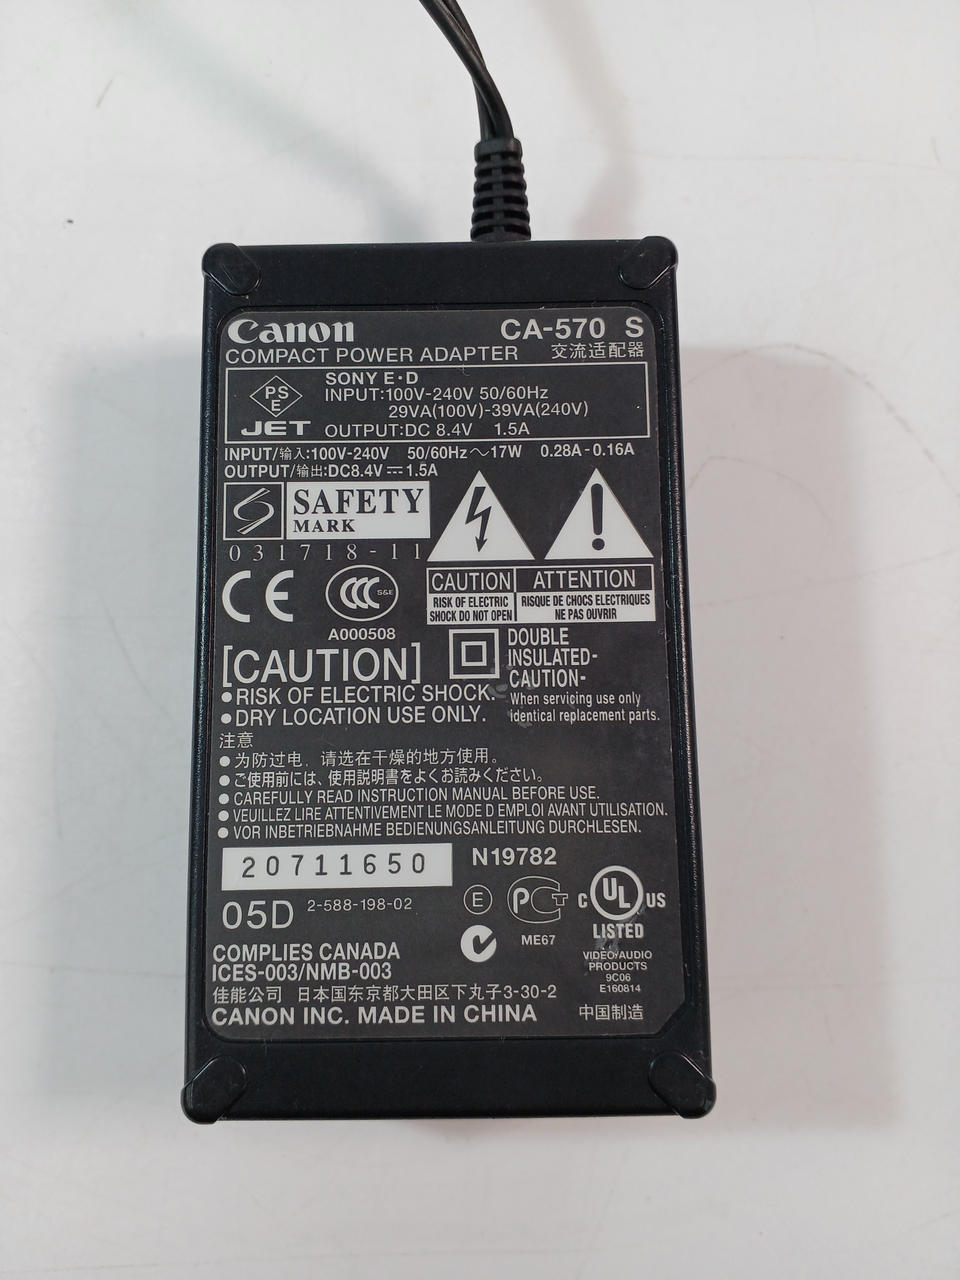 Canon CA-570 S
COMPACT POWER ADAPTER 交流适配器
PS
E
JET
SONY E·D
INPUT:100V-240V 50/60Hz
29VA(100V)-39VA(240V)
OUTPUT:DC 8.4V 1.5A
INPUT/输入:100V-240V 50/60Hz～17W 0.28A-0.16A
OUTPUT/输出:DC8.4V⎓1.5A
S SAFETY
MARK
031718-11
CE CCC S&E
A000508
CAUTION
RISK OF ELECTRIC
SHOCK DO NOT OPEN
ATTENTION
RISQUE DE CHOCS ELECTRIQUES
NE PAS OUVRIR
[CAUTION]
●RISK OF ELECTRIC SHOCK.
●DRY LOCATION USE ONLY.
DOUBLE
INSULATED-
CAUTION-
When servicing use only
identical replacement parts.
注意
●为防过电，请选在干燥的地方使用。
●ご使用前には、使用説明書をよくお読みください。
●CAREFULLY READ INSTRUCTION MANUAL BEFORE USE.
●VEUILLEZ LIRE ATTENTIVEMENT LE MODE D EMPLOI AVANT UTILISATION.
●VOR INBETRIEBNAHME BEDIENUNGSANLEITUNG DURCHLESEN.
20711650 N19782
05D 2-588-198-02
E
PCT
ME67
C UL US
LISTED
VIDEO/AUDIO
PRODUCTS
9C06
E160814
COMPLIES CANADA
ICES-003/NMB-003
佳能公司 日本国东京都大田区下丸子3-30-2
CANON INC. MADE IN CHINA 中国制造